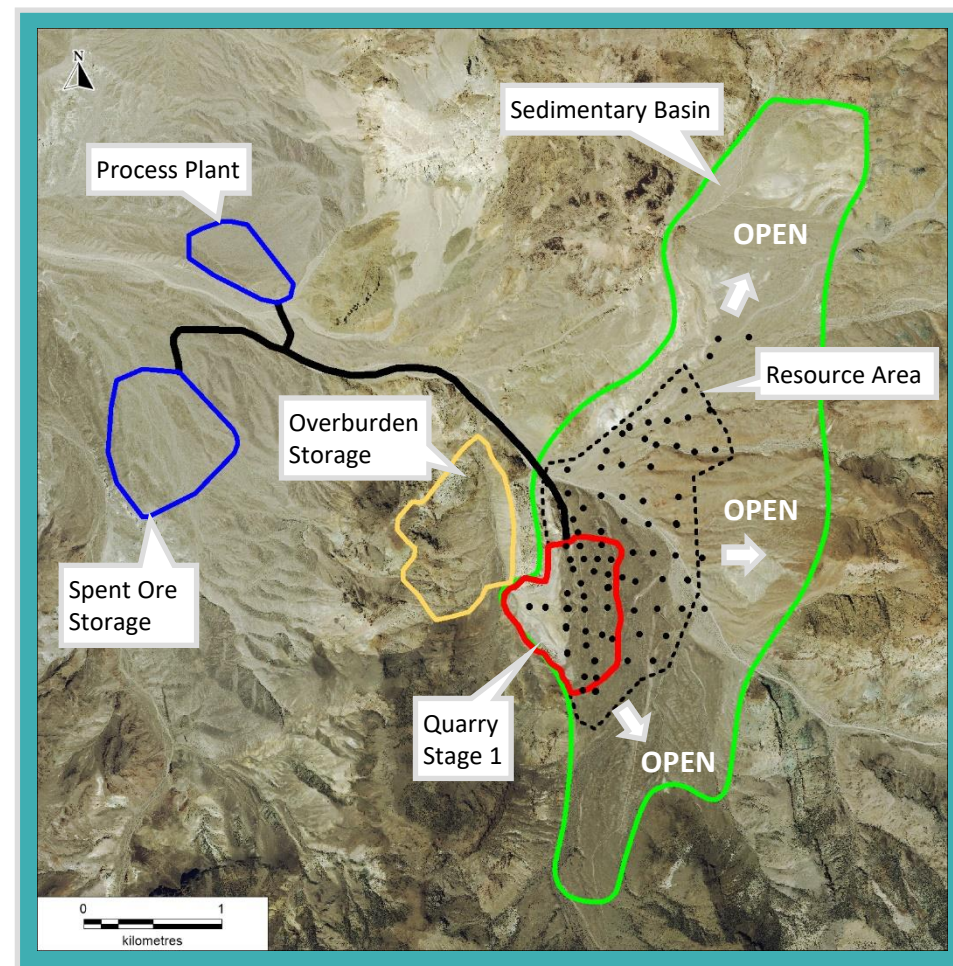 N
Sedimentary Basin
Process Plant
OPEN
Resource Area
Overburden
Storage
OPEN
Spent Ore
Storage
Quarry
Stage 1
OPEN
0 1
kilometres